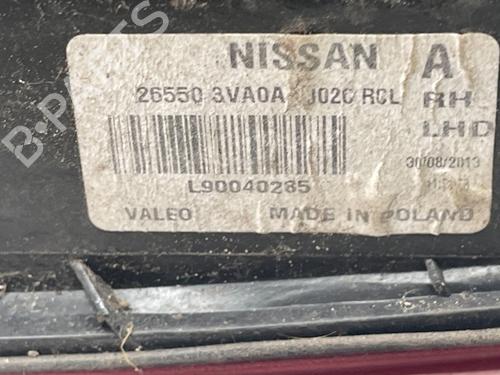 NISSAN A
26550 3VA0A J02C RCL RH
LHD
30/08/2013
L90040285
VALEO MADE IN POLAND
B-PARTS